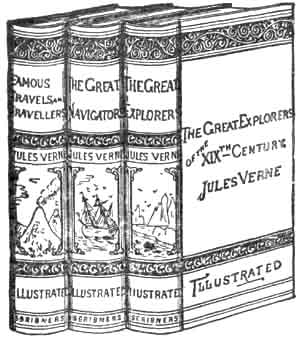 FAMOUS
TRAVELS AND
TRAVELLERS
JULES VERNE
ILLUSTRATED
SCRIBNERS
THE GREAT
NAVIGATORS
JULES VERNE
ILLUSTRATED
SCRIBNERS
THE GREAT
EXPLORERS
JULES VERNE
ILLUSTRATED
SCRIBNERS
THE GREAT EXPLORERS
OF THE XIXTH CENTURY
JULES VERNE
ILLUSTRATED